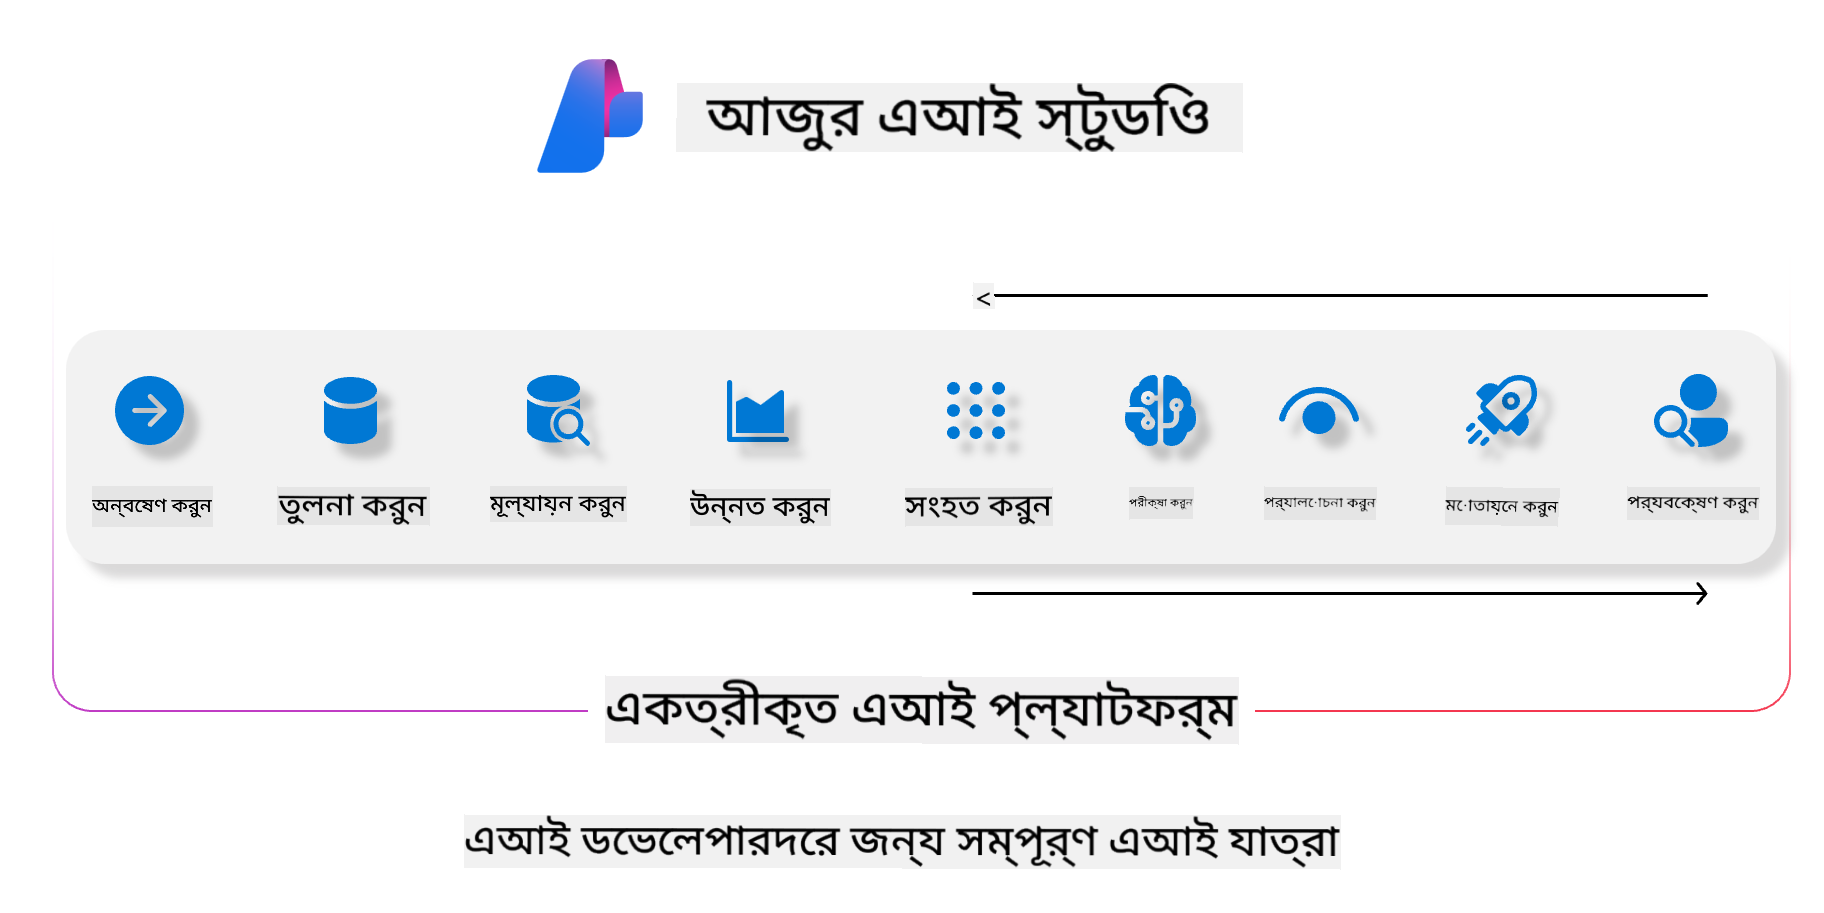 আজুর এআই স্টুডিও
<
অন্বেষণ করুন
তুলনা করুন
মূল্যায়ন করুন
উন্নত করুন
সংহত করুন
পরীক্ষা করুন
পর্যালোচনা করুন
মোতায়েন করুন
পর্যবেক্ষণ করুন
একত্রীকৃত এআই প্ল্যাটফর্ম
এআই ডেভেলপারদের জন্য সম্পূর্ণ এআই যাত্রা